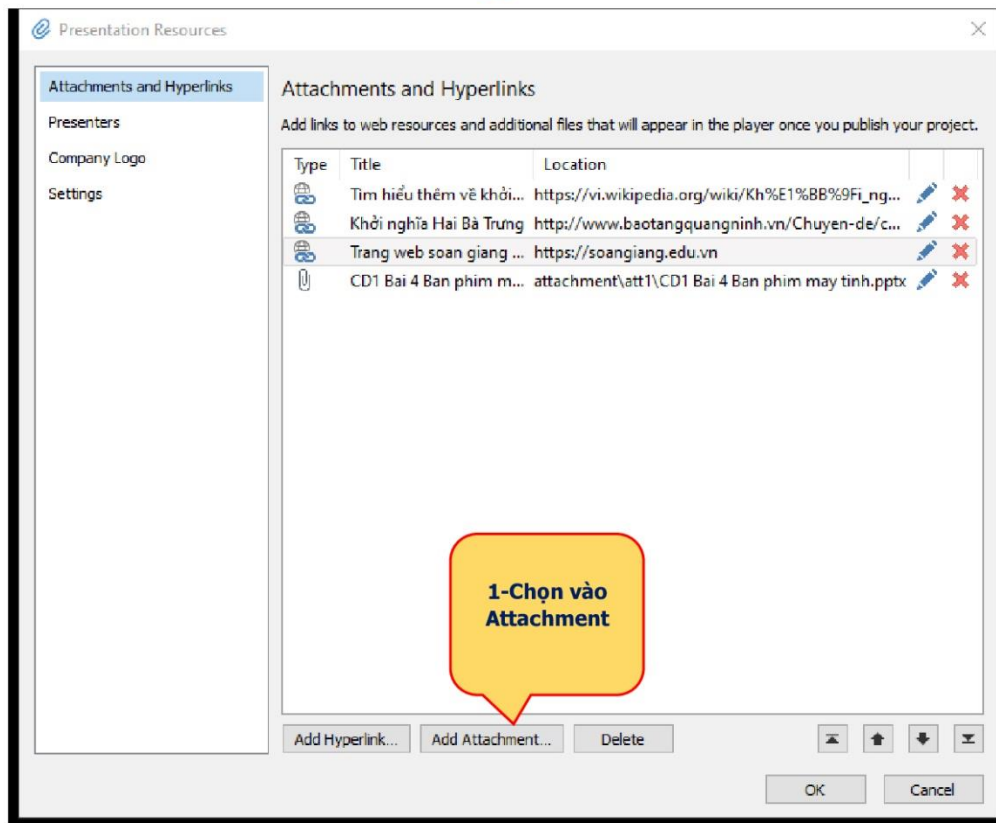 Presentation Resources
Attachments and Hyperlinks
Presenters
Company Logo
Settings
Attachments and Hyperlinks
Add links to web resources and additional files that will appear in the player once you publish your project.
Type Title Location
Tìm hiểu thêm về khởi... https://vi.wikipedia.org/wiki/Kh%E1%BB%9Fi_ng...
Khởi nghĩa Hai Bà Trưng http://www.baotangquangninh.vn/Chuyen-de/c...
Trang web soan giang ... https://soangiang.edu.vn
CD1 Bai 4 Ban phim m... attachment\att1\CD1 Bai 4 Ban phim may tinh.pptx
1-Chọn vào
Attachment
Add Hyperlink... Add Attachment... Delete
OK Cancel